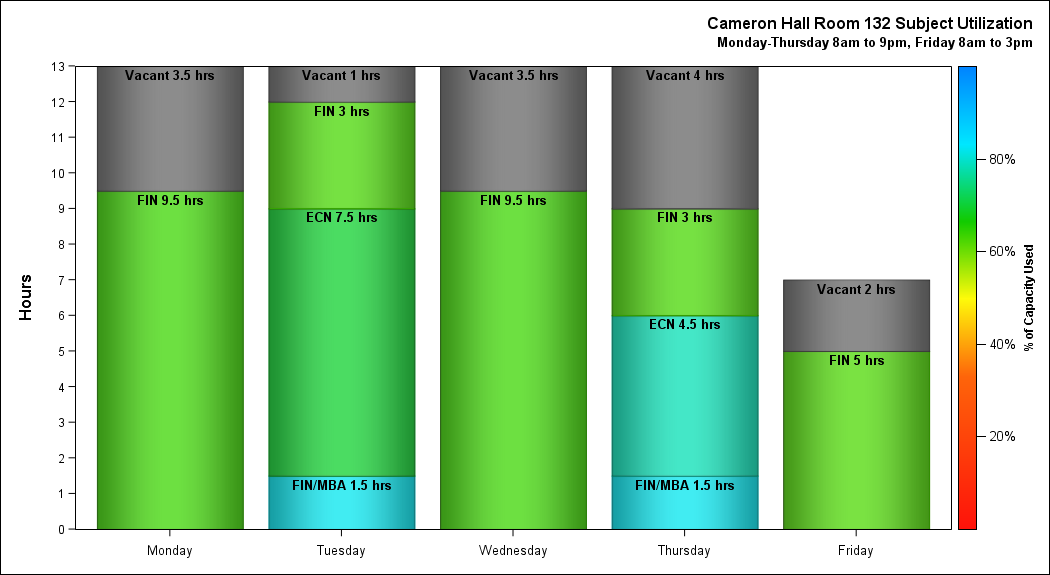 Cameron Hall Room 132 Subject Utilization
Monday-Thursday 8am to 9pm, Friday 8am to 3pm
Hours
13
12
11
10
9
8
7
6
5
4
3
2
1
0
Vacant 3.5 hrs
FIN 9.5 hrs
Monday
Vacant 1 hrs
FIN 3 hrs
ECN 7.5 hrs
FIN/MBA 1.5 hrs
Tuesday
Vacant 3.5 hrs
FIN 9.5 hrs
Wednesday
Vacant 4 hrs
FIN 3 hrs
ECN 4.5 hrs
FIN/MBA 1.5 hrs
Thursday
Vacant 2 hrs
FIN 5 hrs
Friday
80%
60%
40%
20%
% of Capacity Used